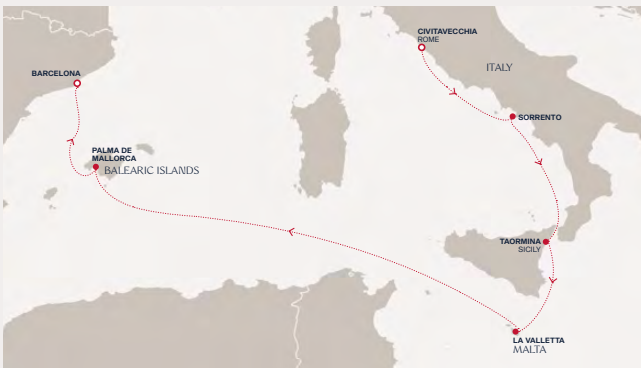 CIVITAVECCHIA
ROME
ITALY
BARCELONA
SORRENTO
PALMA DE
MALLORCA
BALEARIC ISLANDS
TAORMINA
SICILY
LA VALLETTA
MALTA